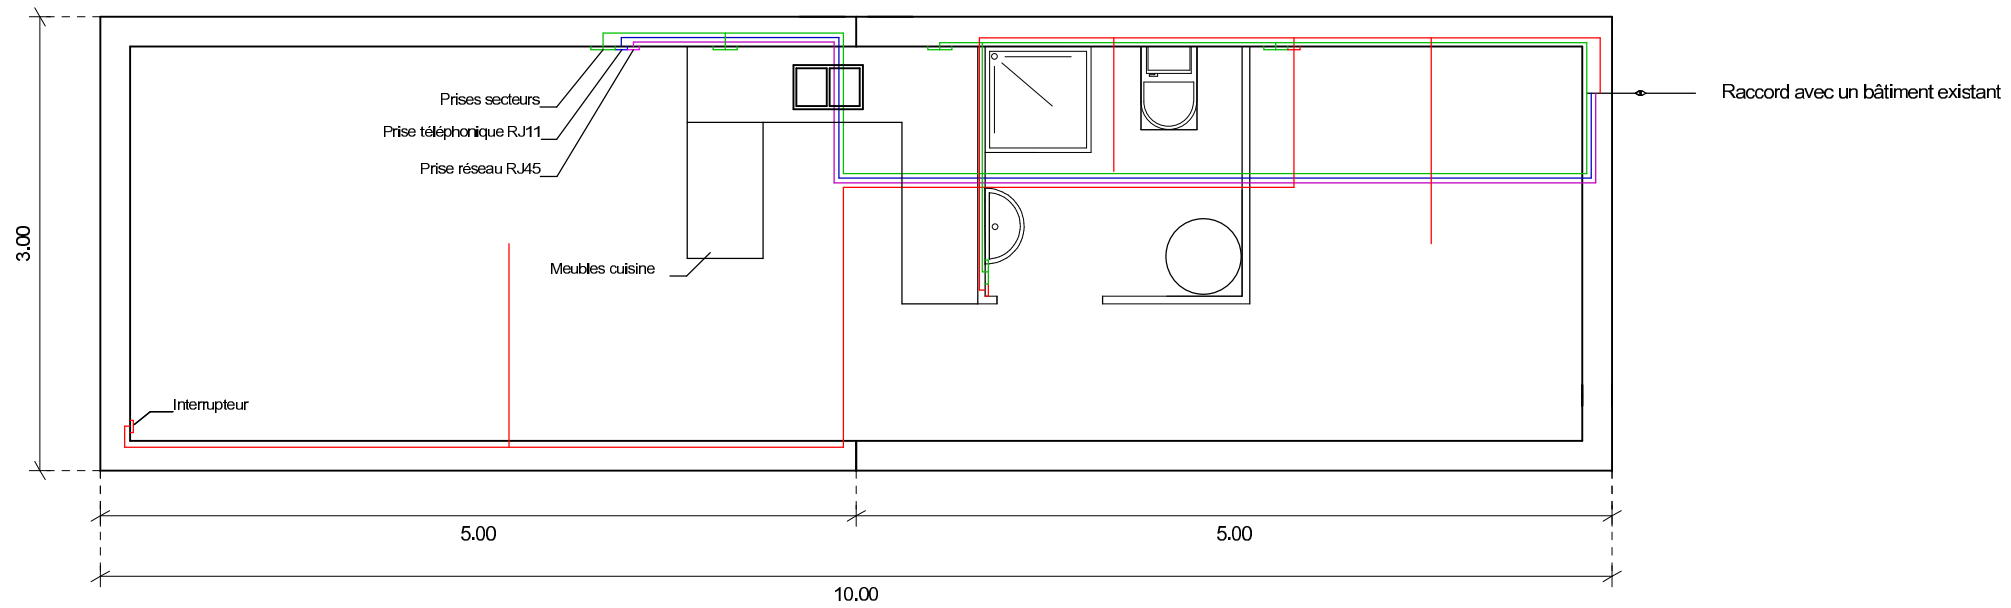 Raccord avec un bâtiment existant
Prises secteurs
Prise téléphonique RJ11
Prise réseau RJ45
3.00
Meubles cuisine
Interrupteur
5.00
5.00
10.00